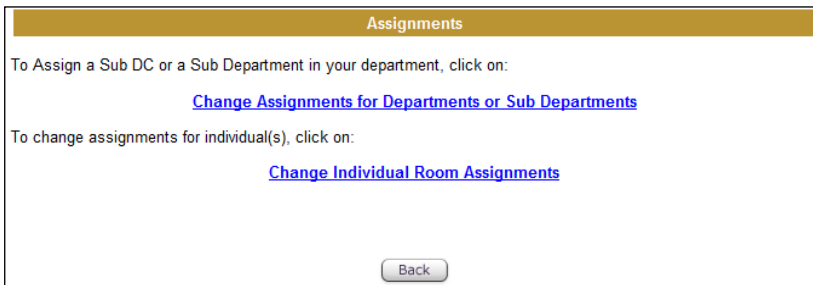 Assignments
To Assign a Sub DC or a Sub Department in your department, click on:
Change Assignments for Departments or Sub Departments
To change assignments for individual(s), click on:
Change Individual Room Assignments
Back